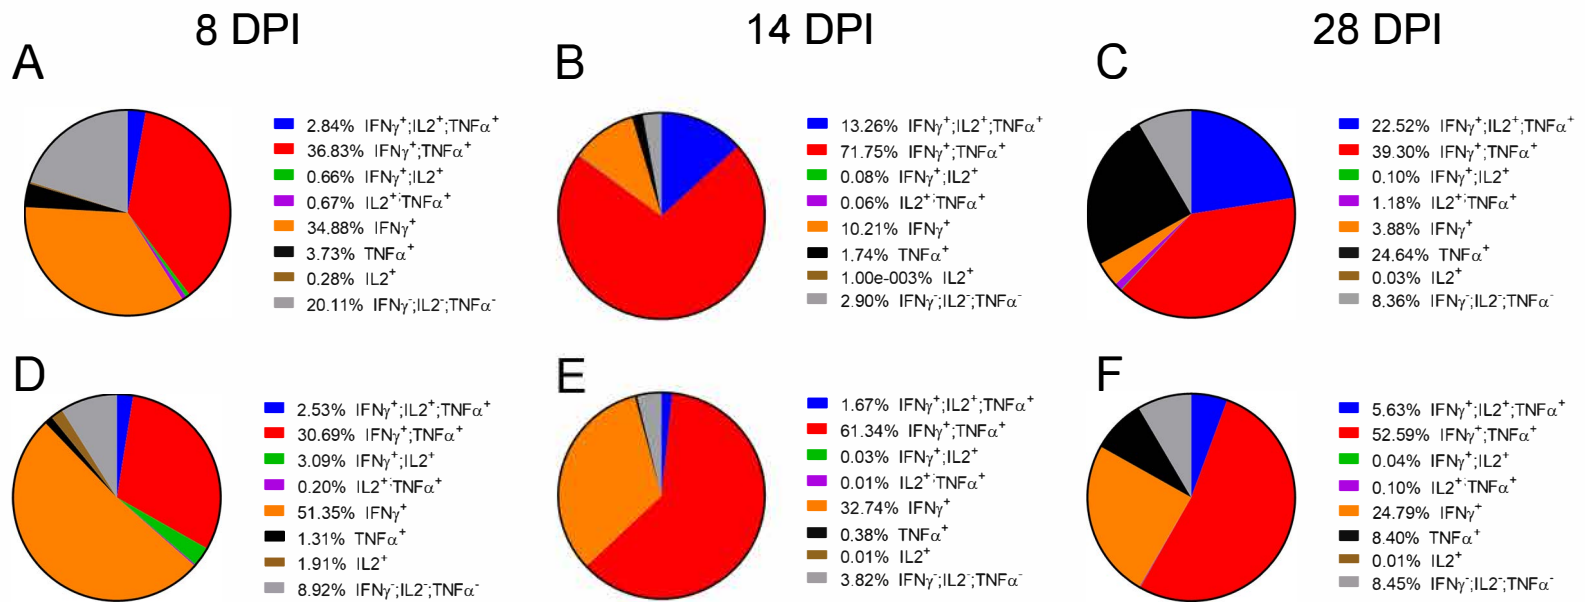 8 DPI
14 DPI
28 DPI
A
2.84% IFNγ⁺;IL2⁺;TNFα⁺
36.83% IFNγ⁺;TNFα⁺
0.66% IFNγ⁺;IL2⁺
0.67% IL2⁺;TNFα⁺
34.88% IFNγ⁺
3.73% TNFα⁺
0.28% IL2⁺
20.11% IFNγ⁻;IL2⁻;TNFα⁻
B
13.26% IFNγ⁺;IL2⁺;TNFα⁺
71.75% IFNγ⁺;TNFα⁺
0.08% IFNγ⁺;IL2⁺
0.06% IL2⁺;TNFα⁺
10.21% IFNγ⁺
1.74% TNFα⁺
1.00e-003% IL2⁺
2.90% IFNγ⁻;IL2⁻;TNFα⁻
C
22.52% IFNγ⁺;IL2⁺;TNFα⁺
39.30% IFNγ⁺;TNFα⁺
0.10% IFNγ⁺;IL2⁺
1.18% IL2⁺;TNFα⁺
3.88% IFNγ⁺
24.64% TNFα⁺
0.03% IL2⁺
8.36% IFNγ⁻;IL2⁻;TNFα⁻
D
2.53% IFNγ⁺;IL2⁺;TNFα⁺
30.69% IFNγ⁺;TNFα⁺
3.09% IFNγ⁺;IL2⁺
0.20% IL2⁺;TNFα⁺
51.35% IFNγ⁺
1.31% TNFα⁺
1.91% IL2⁺
8.92% IFNγ⁻;IL2⁻;TNFα⁻
E
1.67% IFNγ⁺;IL2⁺;TNFα⁺
61.34% IFNγ⁺;TNFα⁺
0.03% IFNγ⁺;IL2⁺
0.01% IL2⁺;TNFα⁺
32.74% IFNγ⁺
0.38% TNFα⁺
0.01% IL2⁺
3.82% IFNγ⁻;IL2⁻;TNFα⁻
F
5.63% IFNγ⁺;IL2⁺;TNFα⁺
52.59% IFNγ⁺;TNFα⁺
0.04% IFNγ⁺;IL2⁺
0.10% IL2⁺;TNFα⁺
24.79% IFNγ⁺
8.40% TNFα⁺
0.01% IL2⁺
8.45% IFNγ⁻;IL2⁻;TNFα⁻